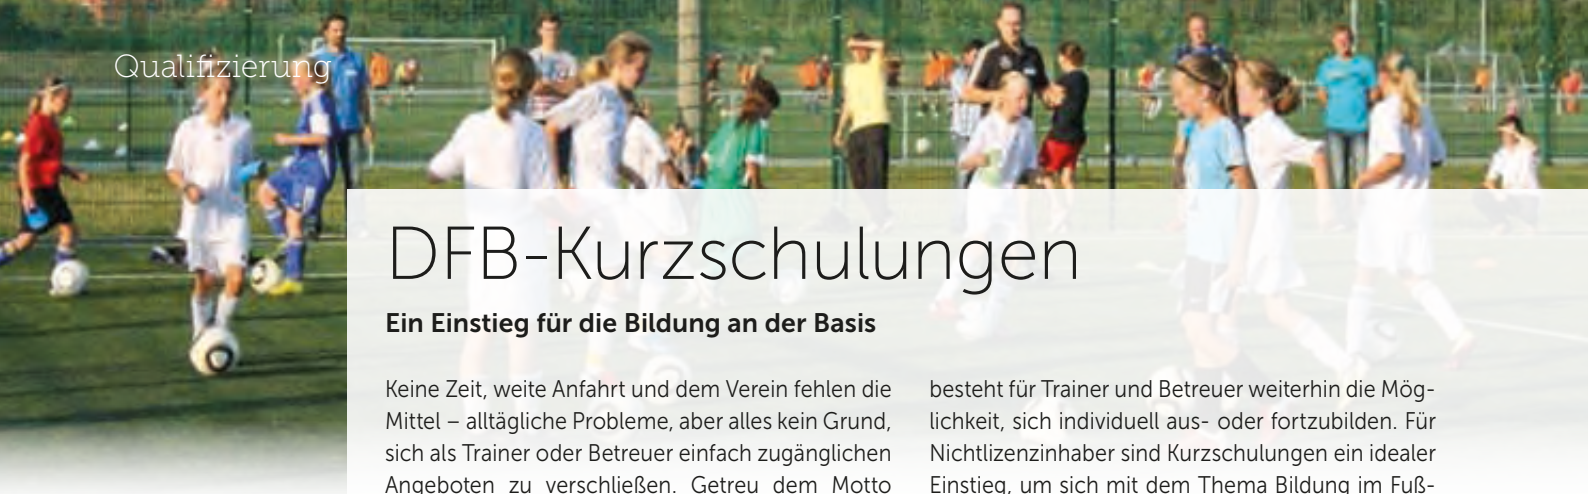 Qualifizierung
DFB-Kurzschulungen
Ein Einstieg für die Bildung an der Basis
Keine Zeit, weite Anfahrt und dem Verein fehlen die
Mittel – alltägliche Probleme, aber alles kein Grund,
sich als Trainer oder Betreuer einfach zugänglichen
Angeboten zu verschließen. Getreu dem Motto
besteht für Trainer und Betreuer weiterhin die Mög-
lichkeit, sich individuell aus- oder fortzubilden. Für
Nichtlizenzinhaber sind Kurzschulungen ein idealer
Einstieg, um sich mit dem Thema Bildung im Fuß-